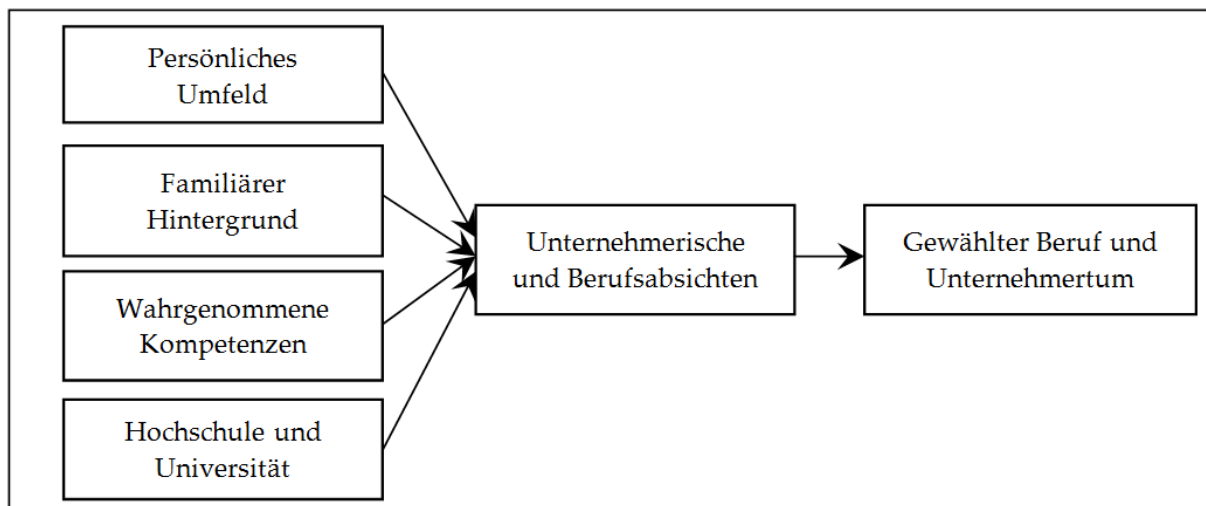 Persönliches
Umfeld
Familiärer
Hintergrund
Wahrgenommene
Kompetenzen
Hochschule und
Universität
Unternehmerische
und Berufsabsichten
Gewählter Beruf und
Unternehmertum